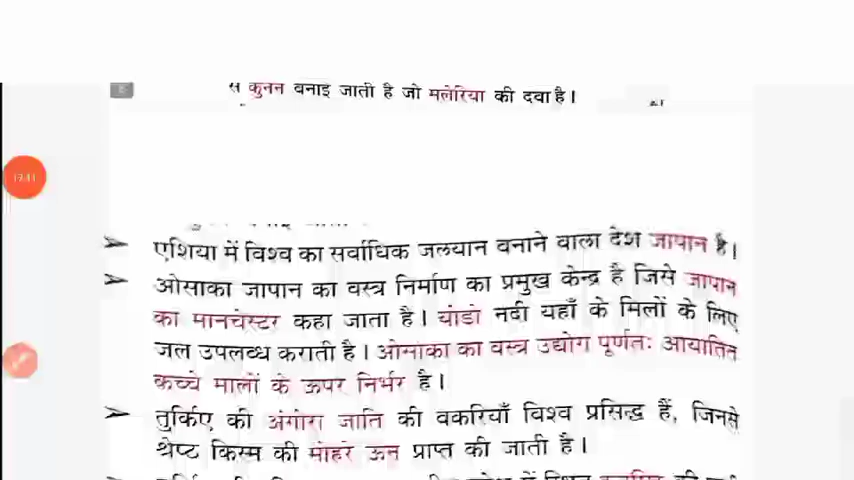 से कुनैन बनाई जाती है जो मलेरिया की दवा है।
एशिया में विश्व का सर्वाधिक जलयान बनाने वाला देश जापान है।
ओसाका जापान का वस्त्र निर्माण का प्रमुख केन्द्र है जिसे जापान
का मानचेस्टर कहा जाता है। यांडो नदी यहाँ के मिलों के लिए
जल उपलब्ध कराती है। ओसाका का वस्त्र उद्योग पूर्णतः आयातित
कच्चे मालों के ऊपर निर्भर है।
तुर्किए की अंगोरा जाति की बकरियाँ विश्व प्रसिद्ध हैं, जिनसे
श्रेष्ट किस्म की मोहरे ऊन प्राप्त की जाती है।